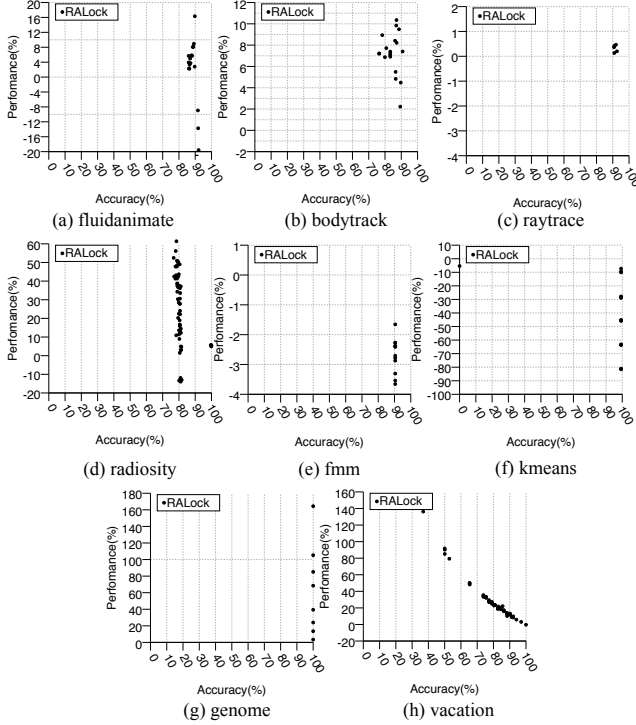 RALock
20
16
12
8
4
0
-4
-8
-12
-16
-20
Perfomance(%)
0 10 20 30 40 50 60 70 80 90 100
Accuracy(%)
(a) fluidanimate
RALock
12
10
8
6
4
2
0
-2
Perfomance(%)
0 10 20 30 40 50 60 70 80 90 100
Accuracy(%)
(b) bodytrack
RALock
2
1
0
-1
-2
-3
-4
Perfomance(%)
0 10 20 30 40 50 60 70 80 90 100
Accuracy(%)
(c) raytrace
RALock
60
50
40
30
20
10
0
-10
-20
Perfomance(%)
0 10 20 30 40 50 60 70 80 90 100
Accuracy(%)
(d) radiosity
RALock
1
0
-1
-2
-3
-4
Perfomance(%)
0 10 20 30 40 50 60 70 80 90 100
Accuracy(%)
(e) fmm
RALock
10
0
-10
-20
-30
-40
-50
-60
-70
-80
-90
-100
Perfomance(%)
0 10 20 30 40 50 60 70 80 90 100
Accuracy(%)
(f) kmeans
RALock
180
160
140
120
100
80
60
40
20
0
Perfomance(%)
0 10 20 30 40 50 60 70 80 90 100
Accuracy(%)
(g) genome
RALock
160
140
120
100
80
60
40
20
0
-20
Perfomance(%)
0 10 20 30 40 50 60 70 80 90 100
Accuracy(%)
(h) vacation